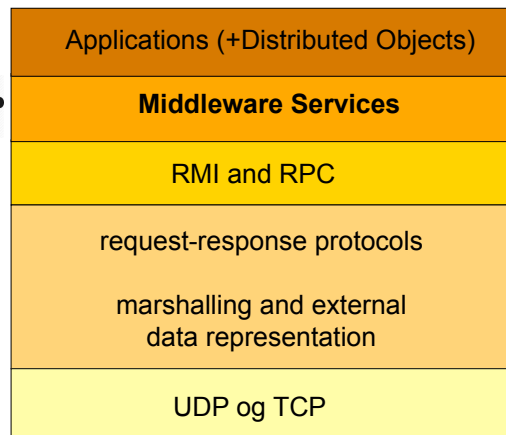 Applications (+Distributed Objects)
Middleware Services
RMI and RPC
request-response protocols
marshalling and external
data representation
UDP og TCP